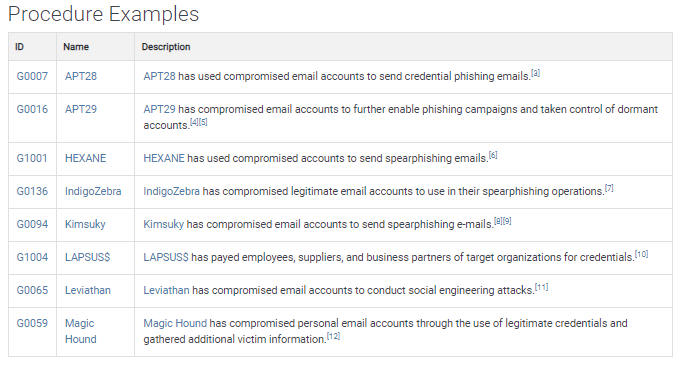 Procedure Examples
ID Name Description
G0007 APT28 APT28 has used compromised email accounts to send credential phishing emails.[3]
G0016 APT29 APT29 has compromised email accounts to further enable phishing campaigns and taken control of dormant
accounts.[4][5]
G1001 HEXANE HEXANE has used compromised accounts to send spearphishing emails.[6]
G0136 IndigoZebra IndigoZebra has compromised legitimate email accounts to use in their spearphishing operations.[7]
G0094 Kimsuky Kimsuky has compromised email accounts to send spearphishing e-mails.[8][9]
G1004 LAPSUS$ LAPSUS$ has payed employees, suppliers, and business partners of target organizations for credentials.[10]
G0065 Leviathan Leviathan has compromised email accounts to conduct social engineering attacks.[11]
G0059 Magic Magic Hound has compromised personal email accounts through the use of legitimate credentials and
Hound gathered additional victim information.[12]